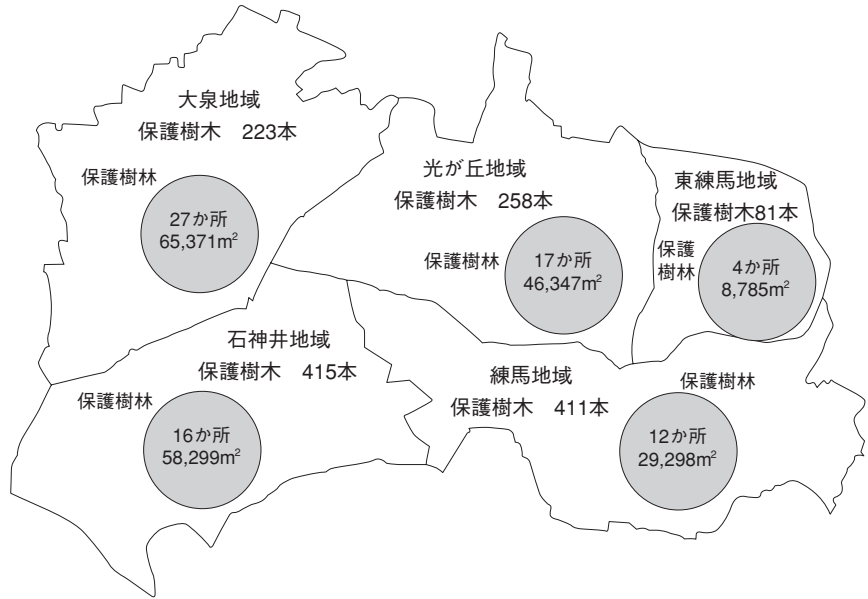 大泉地域
保護樹木　223本
保護樹林
27か所
65,371m²
光が丘地域
保護樹木　258本
保護樹林
17か所
46,347m²
東練馬地域
保護樹木81本
保護
樹林
4か所
8,785m²
石神井地域
保護樹木　415本
保護樹林
16か所
58,299m²
練馬地域
保護樹木　411本
保護樹林
12か所
29,298m²